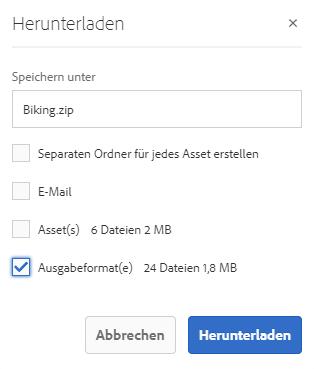 Herunterladen
Speichern unter
Biking.zip
Separaten Ordner für jedes Asset erstellen
E-Mail
Asset(s) 6 Dateien 2 MB
Ausgabeformat(e) 24 Dateien 1,8 MB
Abbrechen Herunterladen